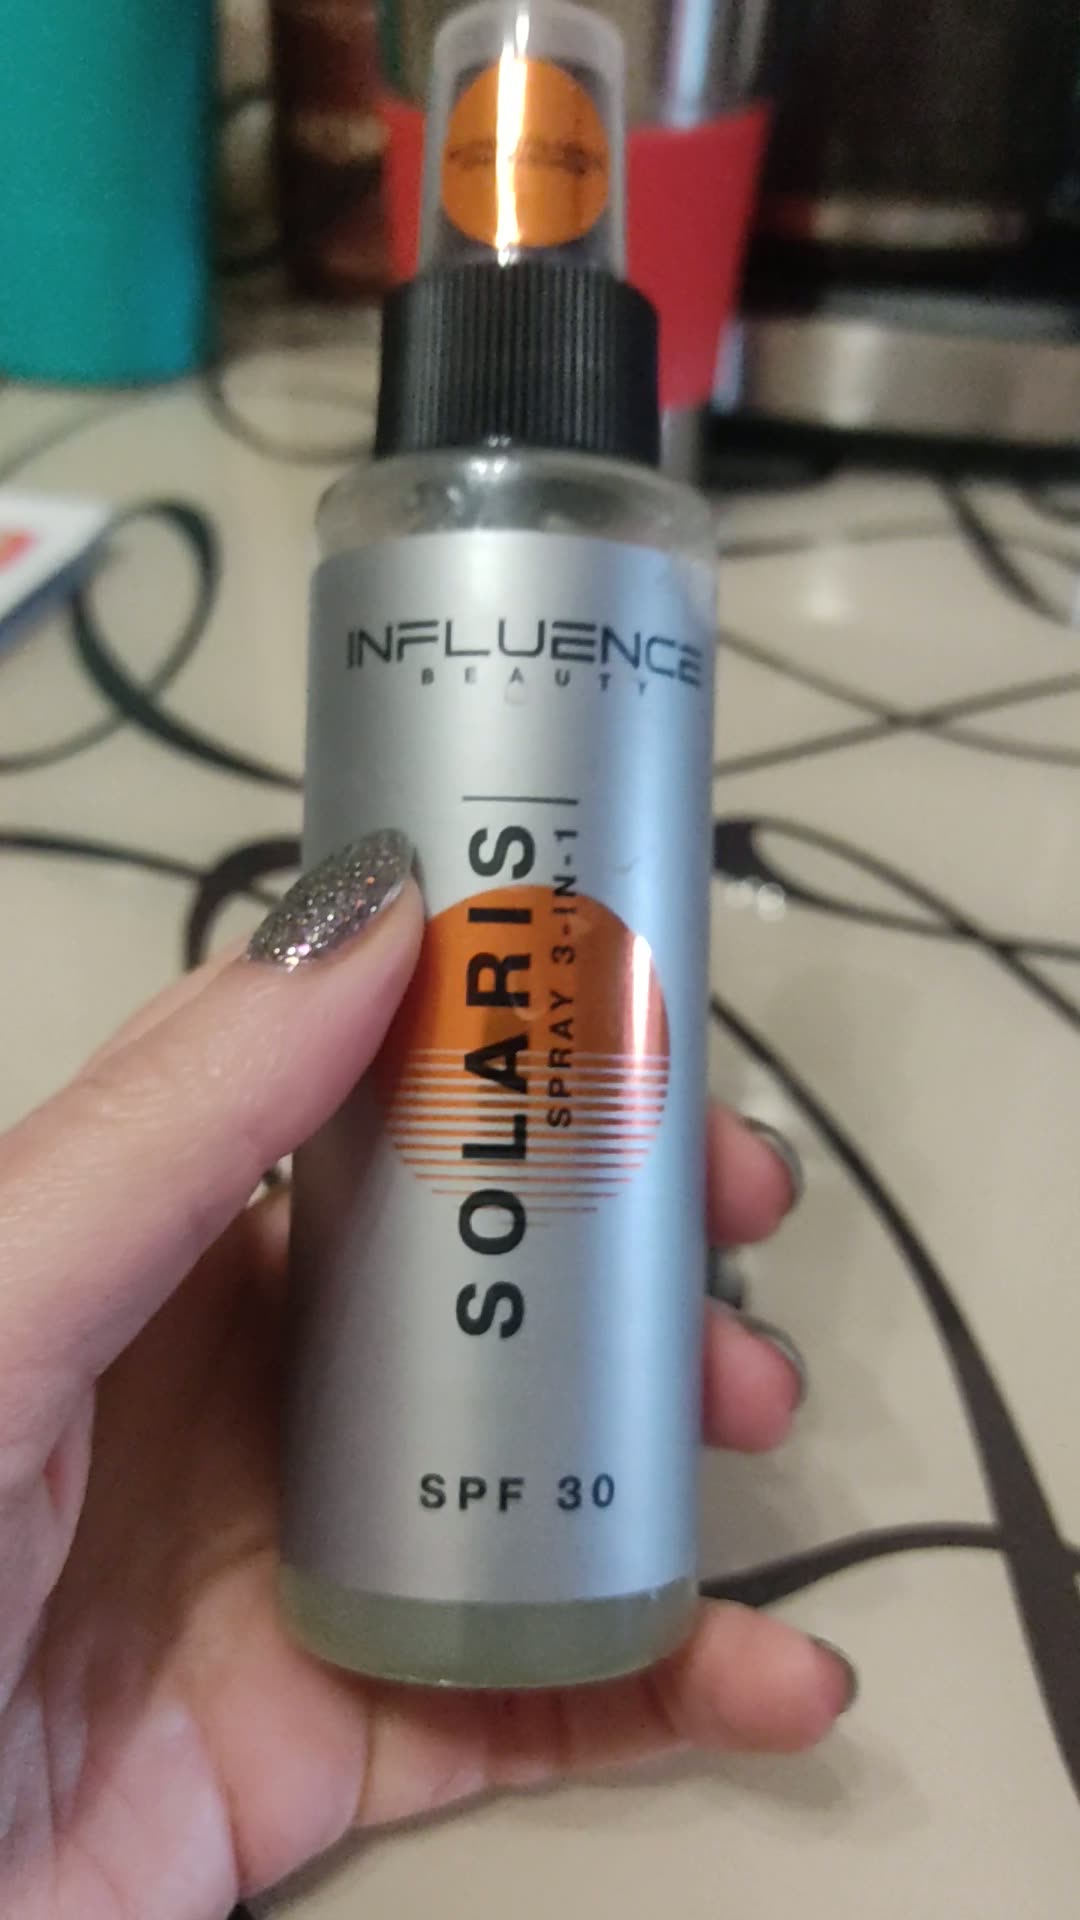 INFLUENCE
BEAUTY
SOLARIS
SPRAY 3-IN-1
SPF 30